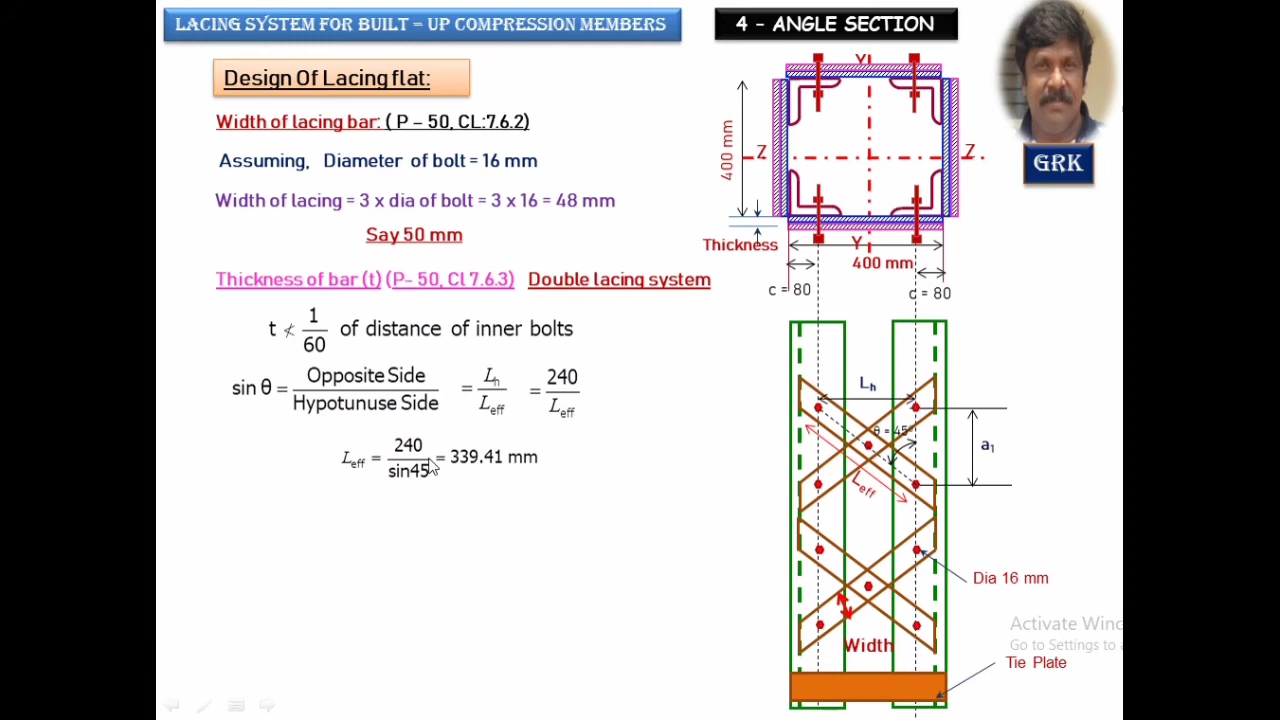 LACING SYSTEM FOR BUILT – UP COMPRESSION MEMBERS
4 – ANGLE SECTION
Design Of Lacing flat:
Width of lacing bar: ( P – 50, CL:7.6.2)
Assuming, Diameter of bolt = 16 mm
Width of lacing = 3 x dia of bolt = 3 x 16 = 48 mm
Say 50 mm
Thickness of bar (t) (P- 50, Cl 7.6.3) Double lacing system
t ≮ 1/60 of distance of inner bolts
sin θ = Opposite Side / Hypotunuse Side = Lh / Leff = 240 / Leff
Leff = 240 / sin45 = 339.41 mm
GRK
Y
400 mm
Z
Z
Thickness
Y
400 mm
c = 80
c = 80
Lh
θ = 45°
a1
Leff
Dia 16 mm
Width
Tie Plate
Activate Wind
Go to Settings to a